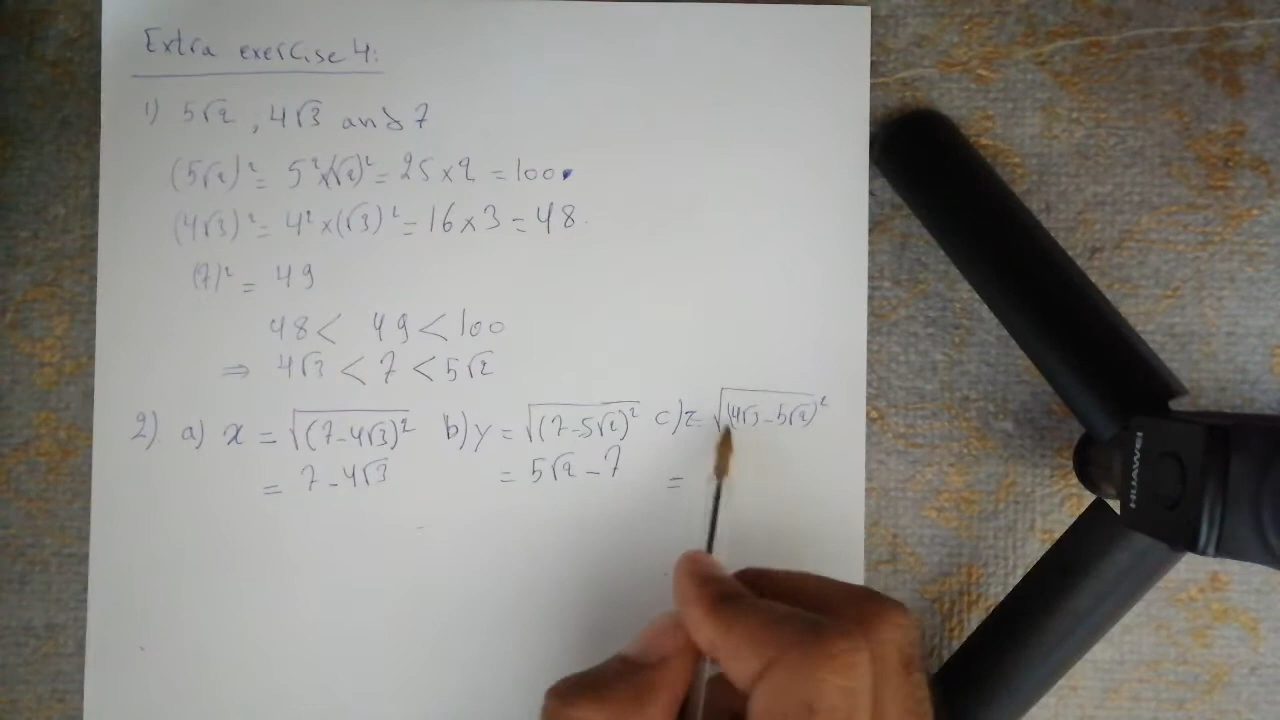 Extra exercise 4:
1) 5√2 , 4√3 and 7
(5√2)² = 5²×(√2)² = 25 × 2 = 100.
(4√3)² = 4² × (√3)² = 16 × 3 = 48.
(7)² = 49
48 < 49 < 100
⇒ 4√3 < 7 < 5√2
2) a) x = √(7-4√3)² b) y = √(7-5√2)² c) z = √(4√3-5√2)²
= 7-4√3 = 5√2-7 =
HUAWEI